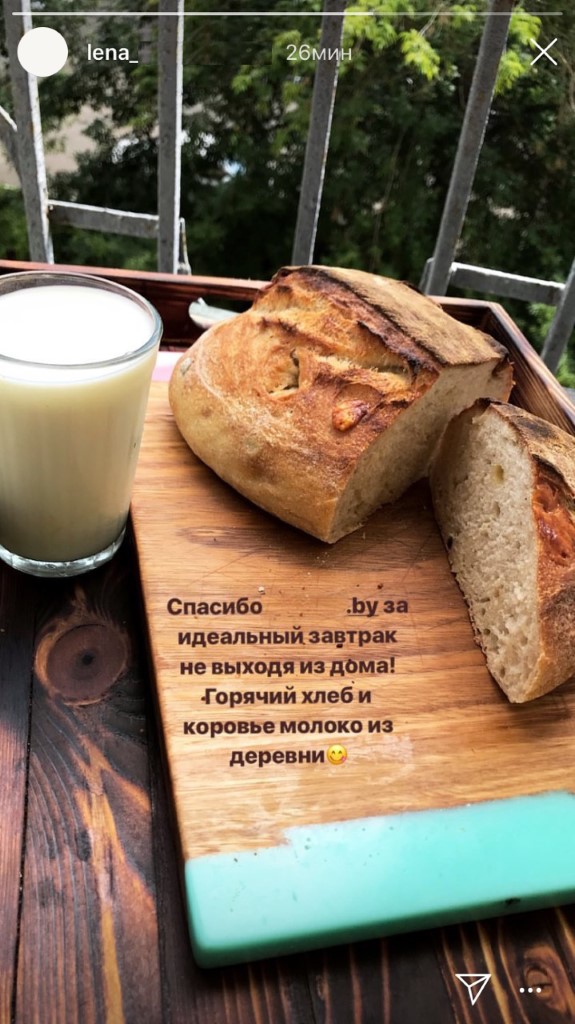 lena_ 26мин
Спасибо .by за
идеальный завтрак
не выходя из дома!
Горячий хлеб и
коровье молоко из
деревни😋